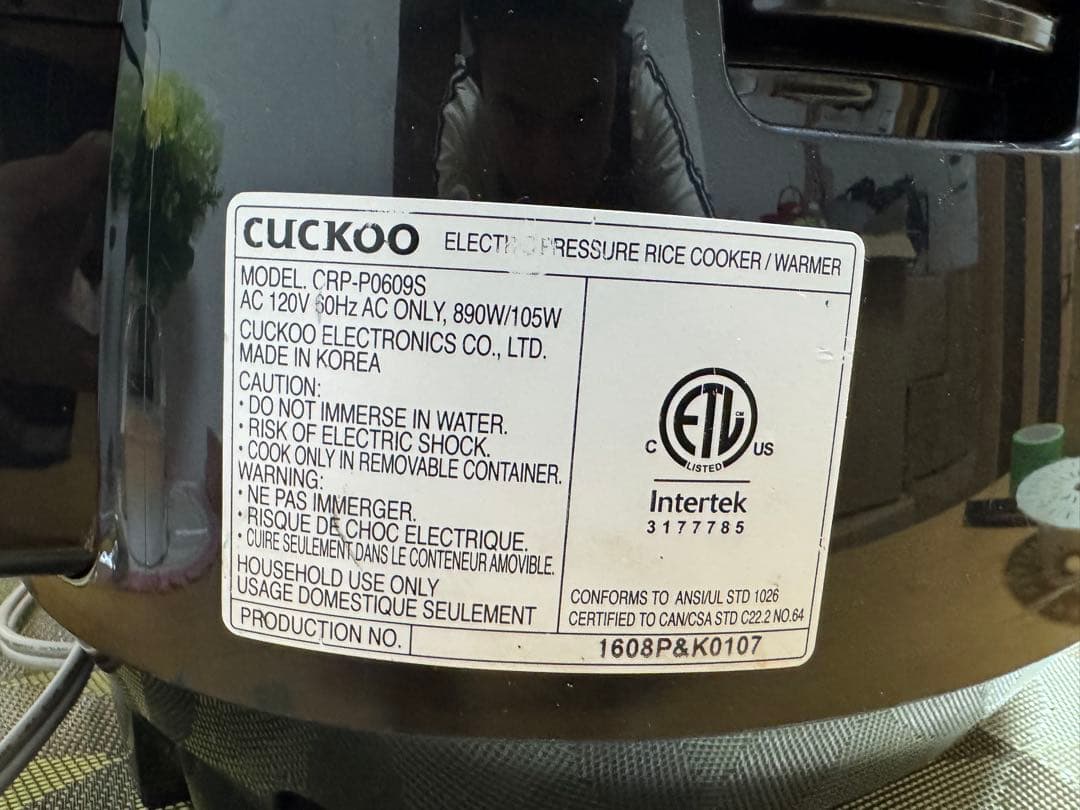 CUCKOO ELECT PRESSURE RICE COOKER / WARMER
MODEL. CRP-P0609S
AC 120V 60Hz AC ONLY, 890W/105W
CUCKOO ELECTRONICS CO., LTD.
MADE IN KOREA
CAUTION:
• DO NOT IMMERSE IN WATER.
• RISK OF ELECTRIC SHOCK.
• COOK ONLY IN REMOVABLE CONTAINER.
WARNING:
• NE PAS IMMERGER.
• RISQUE DE CHOC ÉLECTRIQUE.
• CUIRE SEULEMENT DANS LE CONTENEUR AMOVIBLE.
HOUSEHOLD USE ONLY
USAGE DOMESTIQUE SEULEMENT
ETL CM
C US
LISTED
Intertek
3177785
CONFORMS TO ANSI/UL STD 1026
CERTIFIED TO CAN/CSA STD C22.2 NO.64
PRODUCTION NO. 1608P&K0107